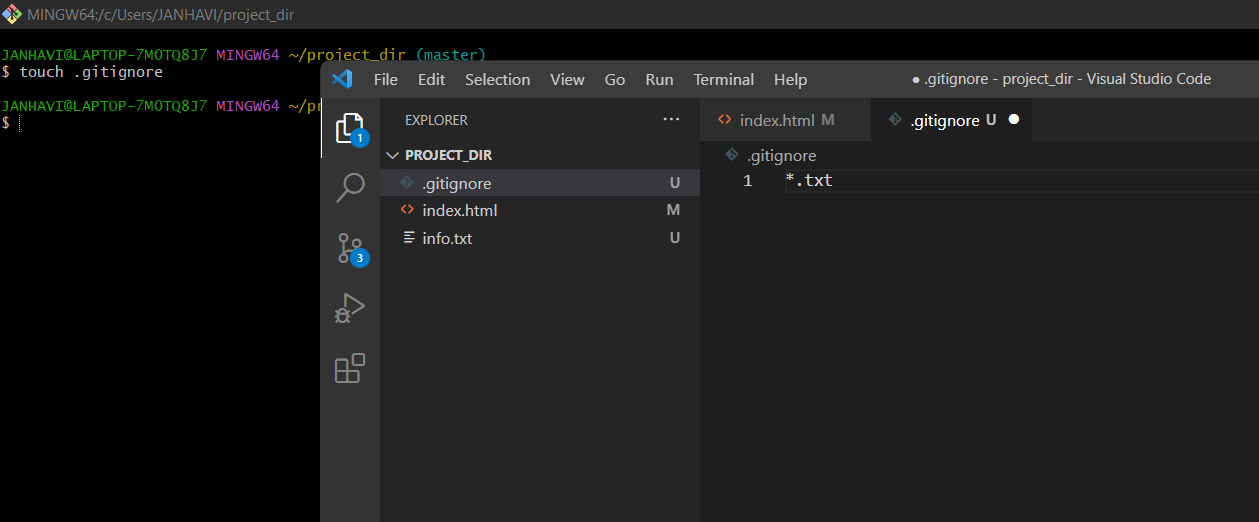 MINGW64:/c/Users/JANHAVI/project_dir
JANHAVI@LAPTOP-7MOTQ8J7 MINGW64 ~/project_dir (master)
$ touch .gitignore
JANHAVI@LAPTOP-7MOTQ8J7 MINGW64 ~/pr
$
File Edit Selection View Go Run Terminal Help ● .gitignore - project_dir - Visual Studio Code
EXPLORER ...
index.html M .gitignore U ●
PROJECT_DIR
.gitignore U
index.html M
info.txt U
1
3
.gitignore
1 *.txt